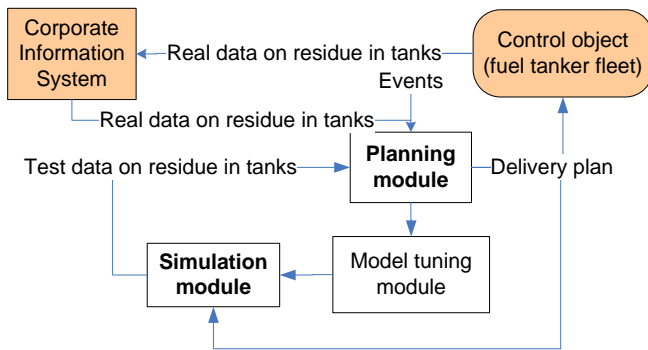 Corporate
Information
System
Real data on residue in tanks
Control object
(fuel tanker fleet)
Events
Real data on residue in tanks
Test data on residue in tanks
Planning
module
Delivery plan
Simulation
module
Model tuning
module